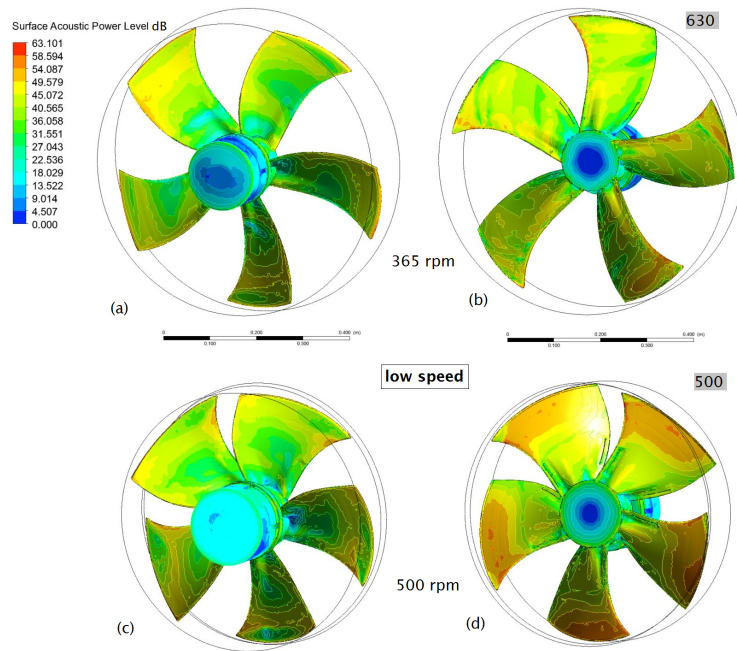 Surface Acoustic Power Level dB
63.101
58.594
54.087
49.579
45.072
40.565
36.058
31.551
27.043
22.536
18.029
13.522
9.014
4.507
0.000
630
365 rpm
(a)
(b)
0 0.200 0.400 (m)
0.100 0.300
0 0.200 0.400 (m)
0.100 0.300
low speed
500
500 rpm
(c)
(d)